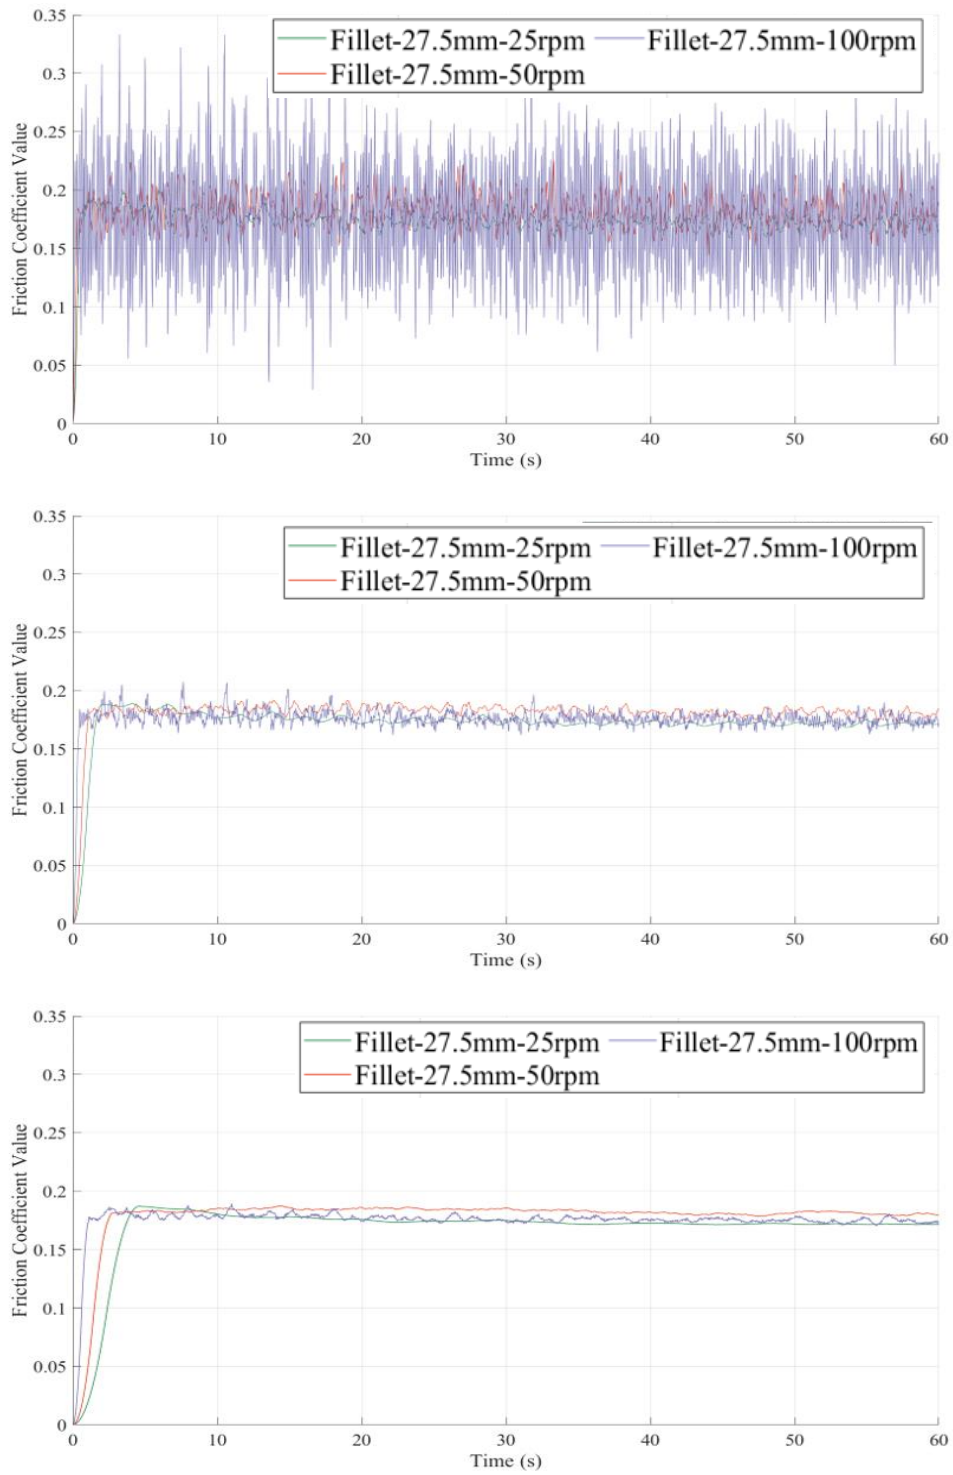 0.35
Fillet-27.5mm-25rpm Fillet-27.5mm-100rpm
Fillet-27.5mm-50rpm
0.3
0.25
0.2
0.15
0.1
0.05
0
Friction Coefficient Value
0 10 20 30 40 50 60
Time (s)
0.35
Fillet-27.5mm-25rpm Fillet-27.5mm-100rpm
Fillet-27.5mm-50rpm
0.3
0.25
0.2
0.15
0.1
0.05
0
Friction Coefficient Value
0 10 20 30 40 50 60
Time (s)
0.35
Fillet-27.5mm-25rpm Fillet-27.5mm-100rpm
Fillet-27.5mm-50rpm
0.3
0.25
0.2
0.15
0.1
0.05
0
Friction Coefficient Value
0 10 20 30 40 50 60
Time (s)